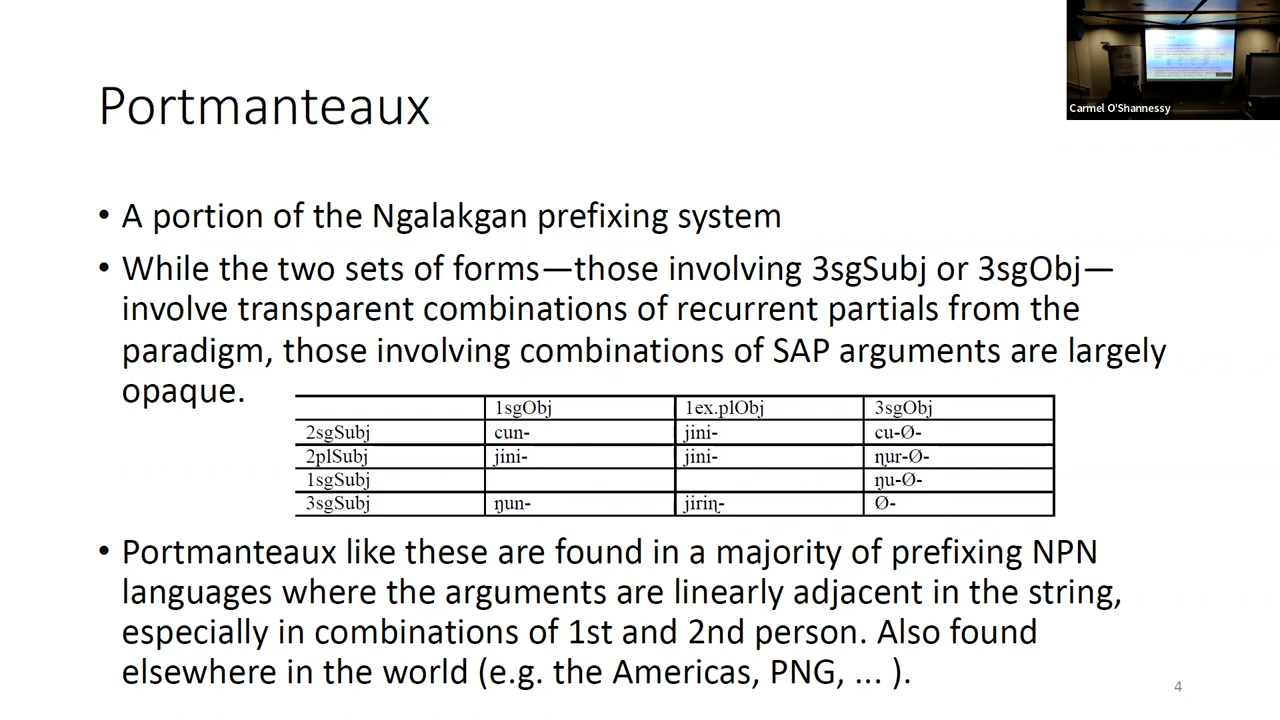 Carmel O'Shannessy
Portmanteaux
• A portion of the Ngalakgan prefixing system
• While the two sets of forms—those involving 3sgSubj or 3sgObj—
involve transparent combinations of recurrent partials from the
paradigm, those involving combinations of SAP arguments are largely
opaque.
1sgObj 1ex.plObj 3sgObj
2sgSubj cun- jini- cu-Ø-
2plSubj jini- jini- ŋur-Ø-
1sgSubj ŋu-Ø-
3sgSubj ŋun- jiriŋ- Ø-
• Portmanteaux like these are found in a majority of prefixing NPN
languages where the arguments are linearly adjacent in the string,
especially in combinations of 1st and 2nd person. Also found
elsewhere in the world (e.g. the Americas, PNG, ... ).
4